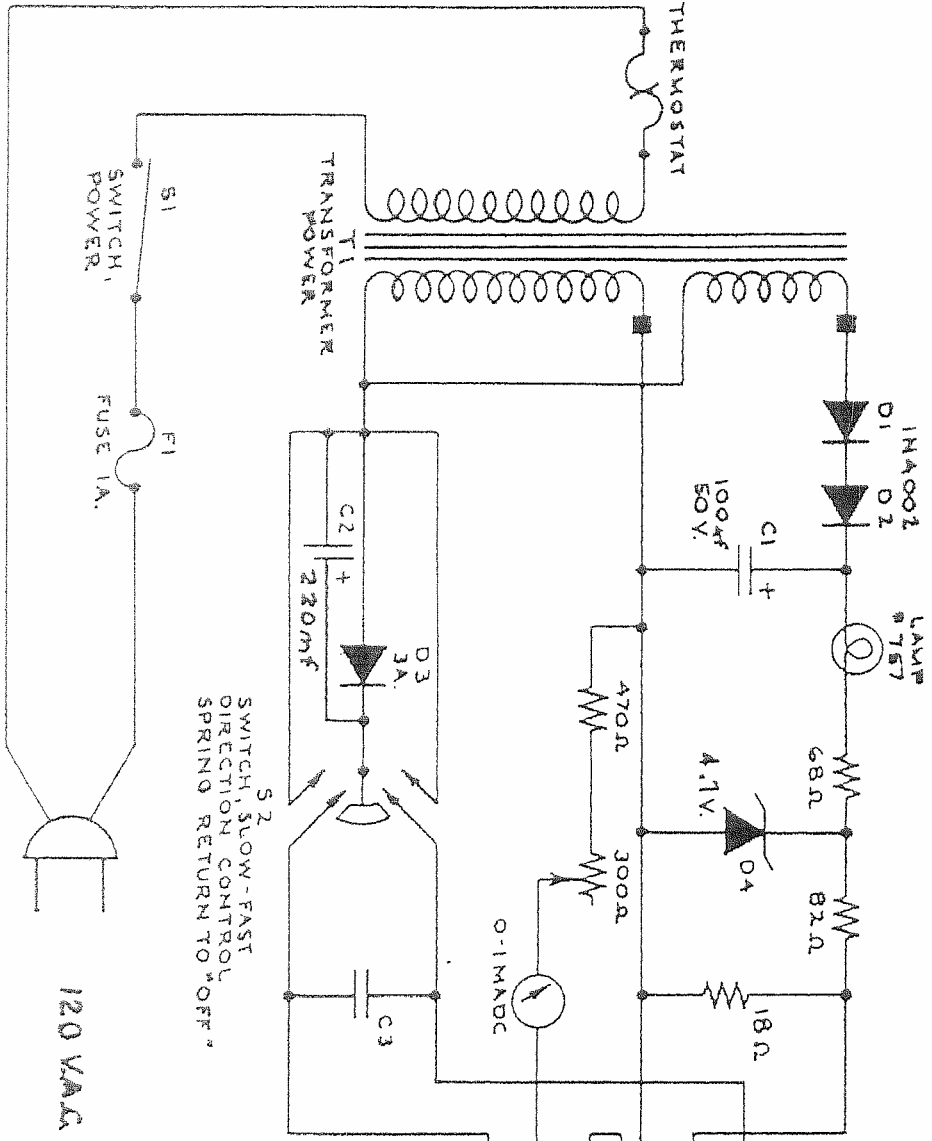 THERMOSTAT
TRANSFORMER
POWER
T1
S1
SWITCH,
POWER
F1
FUSE 1A.
120 V.A.C
1N4002
D1
D2
C1
100μf
50V.
+
LAMP
#757
68Ω
82Ω
18Ω
4.7V.
D4
470Ω
300Ω
0-1 MADC
C2
+
220mf
D3
3A.
S2
SWITCH, SLOW-FAST
DIRECTION CONTROL
SPRING RETURN TO "OFF"
C3